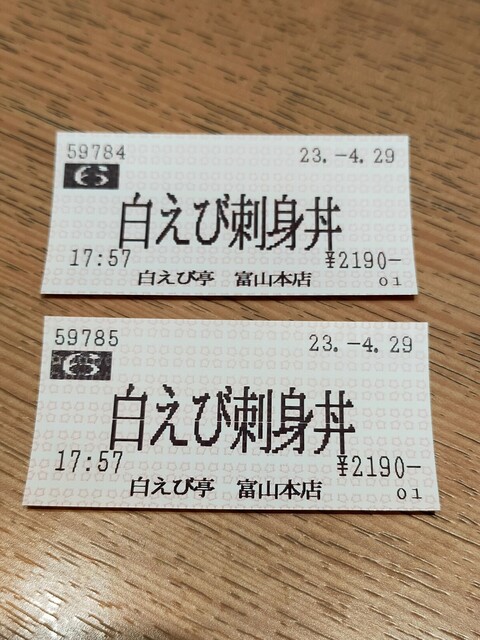 59784 23.-4.29
白えび刺身丼
17:57 ¥2190-
白えび亭 富山本店 01
59785 23.-4.29
白えび刺身丼
17:57 ¥2190-
白えび亭 富山本店 01